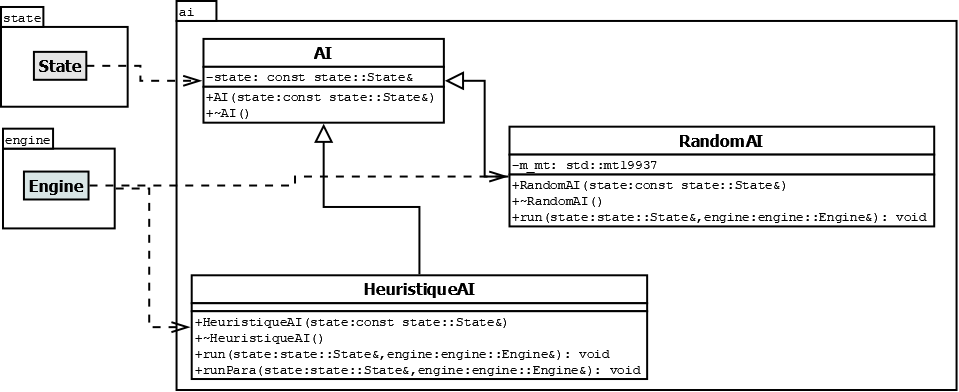 state
State
engine
Engine
ai
AI
-state: const state::State&
+AI(state:const state::State&)
+~AI()
RandomAI
-m_mt: std::mt19937
+RandomAI(state:const state::State&)
+~RandomAI()
+run(state:state::State&,engine:engine::Engine&): void
HeuristiqueAI
+HeuristiqueAI(state:const state::State&)
+~HeuristiqueAI()
+run(state:state::State&,engine:engine::Engine&): void
+runPara(state:state::State&,engine:engine::Engine&): void